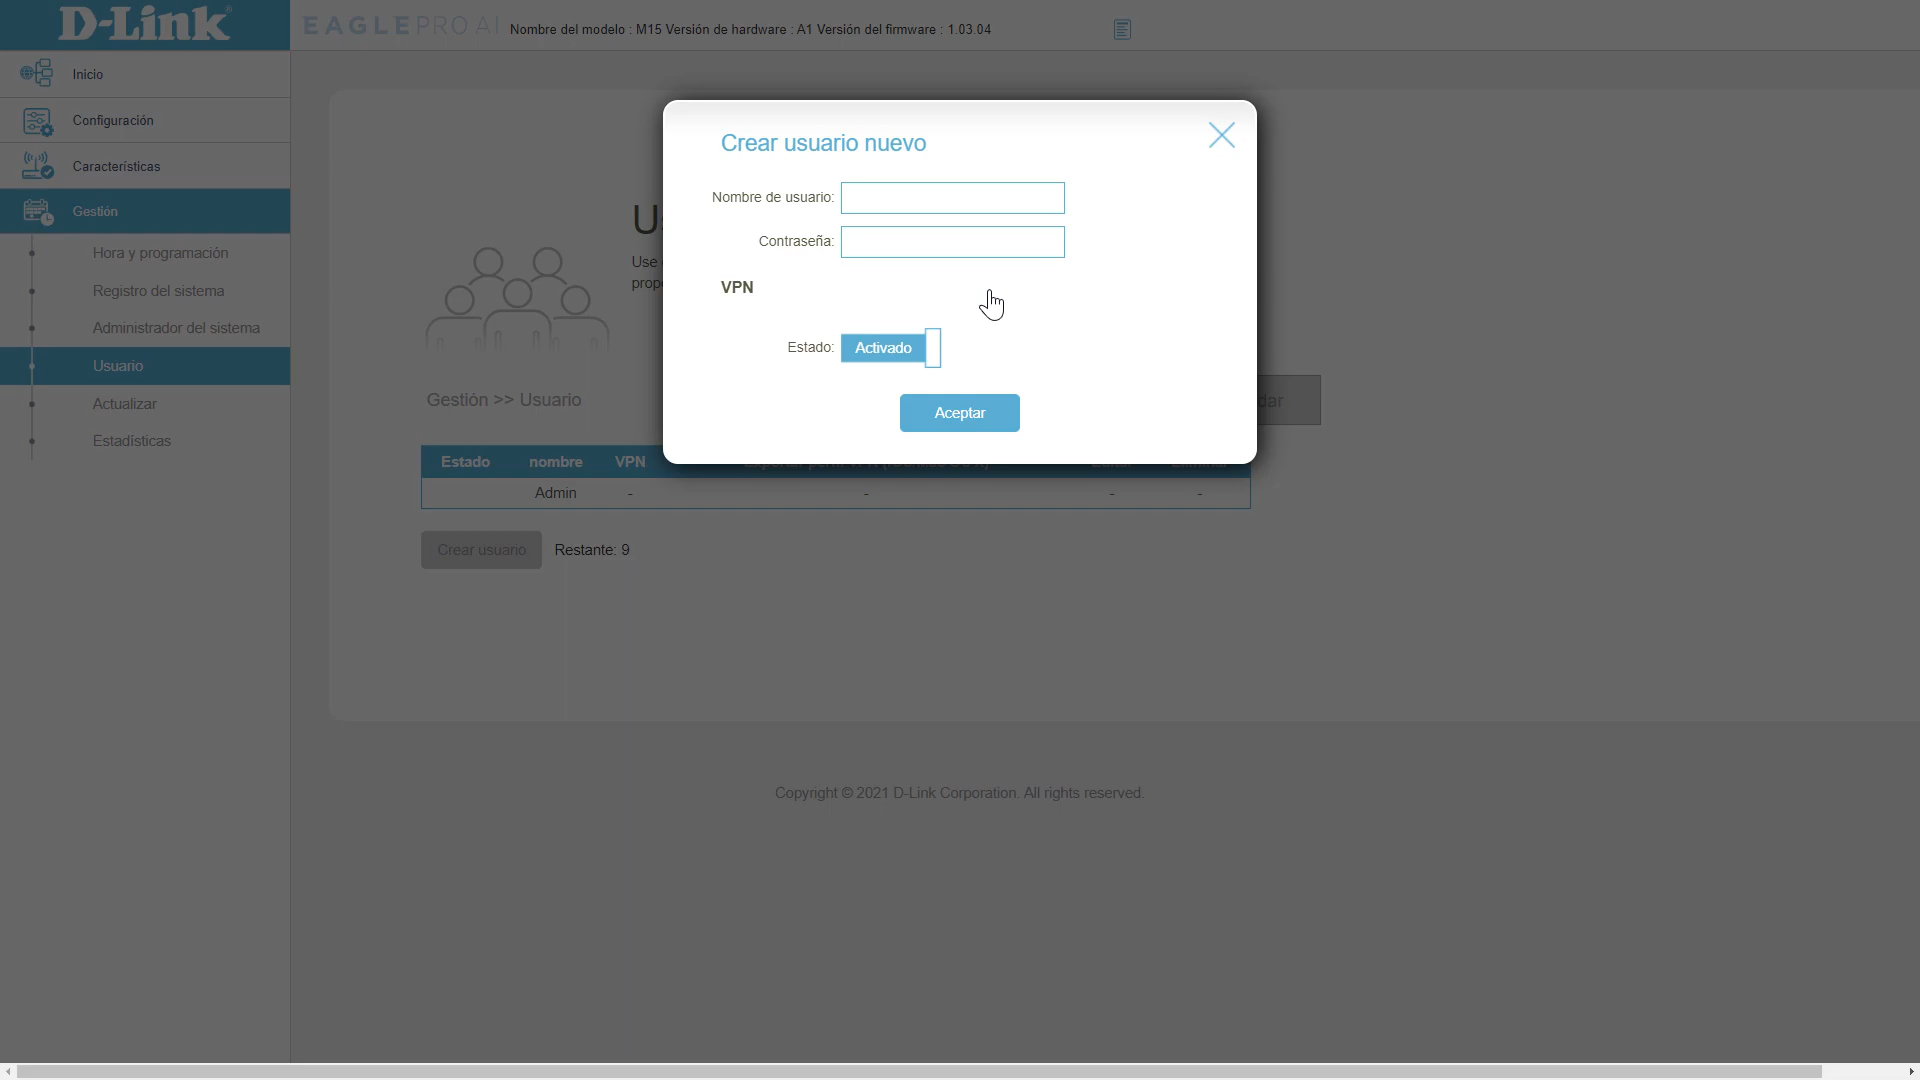 D-Link
EAGLE PRO AI
Nombre del modelo : M15 Versión de hardware : A1 Versión del firmware : 1.03.04
Inicio
Configuración
Características
Gestión
Hora y programación
Registro del sistema
Administrador del sistema
Usuario
Actualizar
Estadísticas
Crear usuario nuevo
Nombre de usuario:
Contraseña:
VPN
Estado: Activado
Aceptar
Use
Gestión >> Usuario
Estado nombre VPN
Admin - - - -
Crear usuario Restante: 9
Copyright © 2021 D-Link Corporation. All rights reserved.